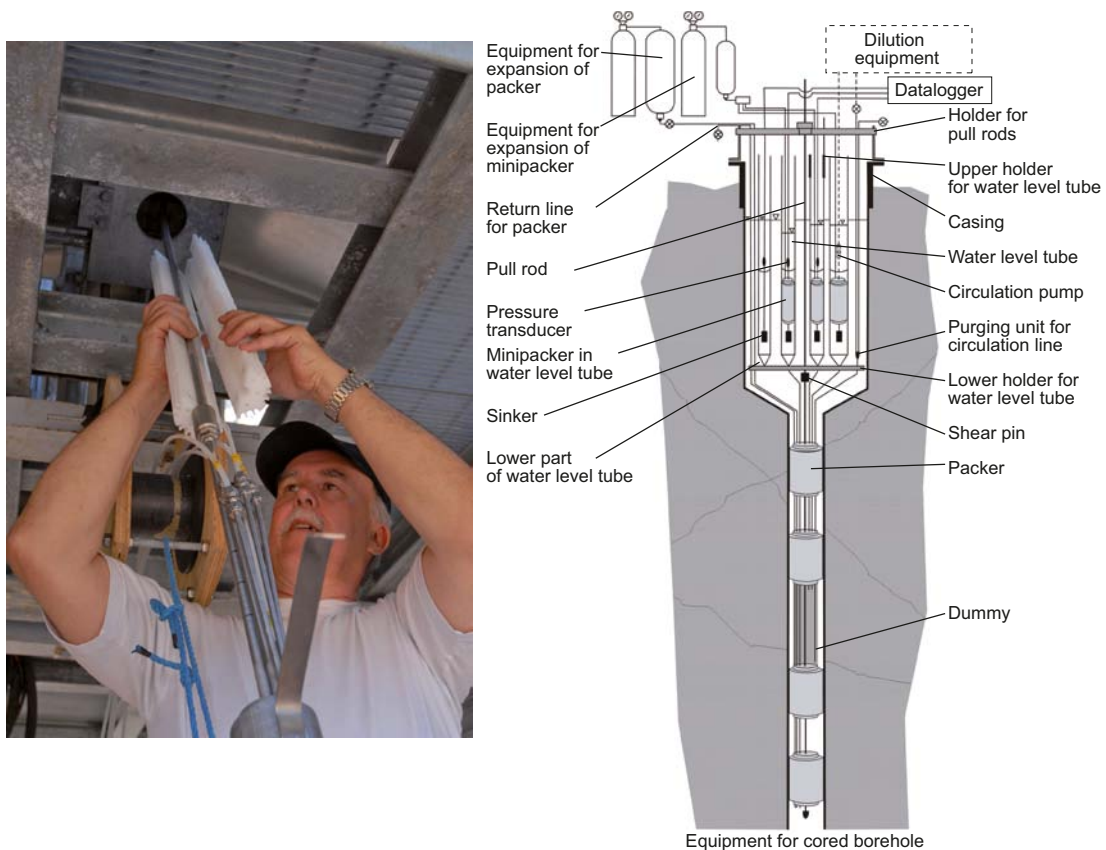 Equipment for
expansion of
packer
Equipment for
expansion of
minipacker
Return line
for packer
Pull rod
Pressure
transducer
Minipacker in
water level tube
Sinker
Lower part
of water level tube
Dilution
equipment
Datalogger
Holder for
pull rods
Upper holder
for water level tube
Casing
Water level tube
Circulation pump
Purging unit for
circulation line
Lower holder for
water level tube
Shear pin
Packer
Dummy
Equipment for cored borehole